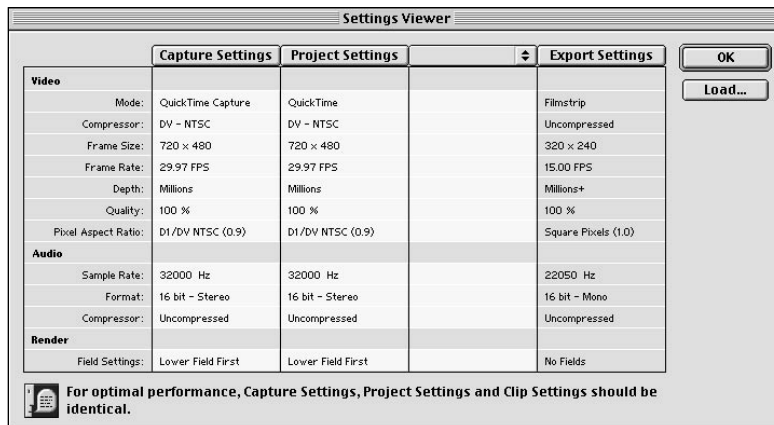 Settings Viewer
Capture Settings Project Settings Export Settings OK
Load...
Video
Mode: QuickTime Capture QuickTime Filmstrip
Compressor: DV - NTSC DV - NTSC Uncompressed
Frame Size: 720 × 480 720 × 480 320 × 240
Frame Rate: 29.97 FPS 29.97 FPS 15.00 FPS
Depth: Millions Millions Millions+
Quality: 100 % 100 % 100 %
Pixel Aspect Ratio: D1/DV NTSC (0.9) D1/DV NTSC (0.9) Square Pixels (1.0)
Audio
Sample Rate: 32000 Hz 32000 Hz 22050 Hz
Format: 16 bit - Stereo 16 bit - Stereo 16 bit - Mono
Compressor: Uncompressed Uncompressed Uncompressed
Render
Field Settings: Lower Field First Lower Field First No Fields
For optimal performance, Capture Settings, Project Settings and Clip Settings should be
identical.